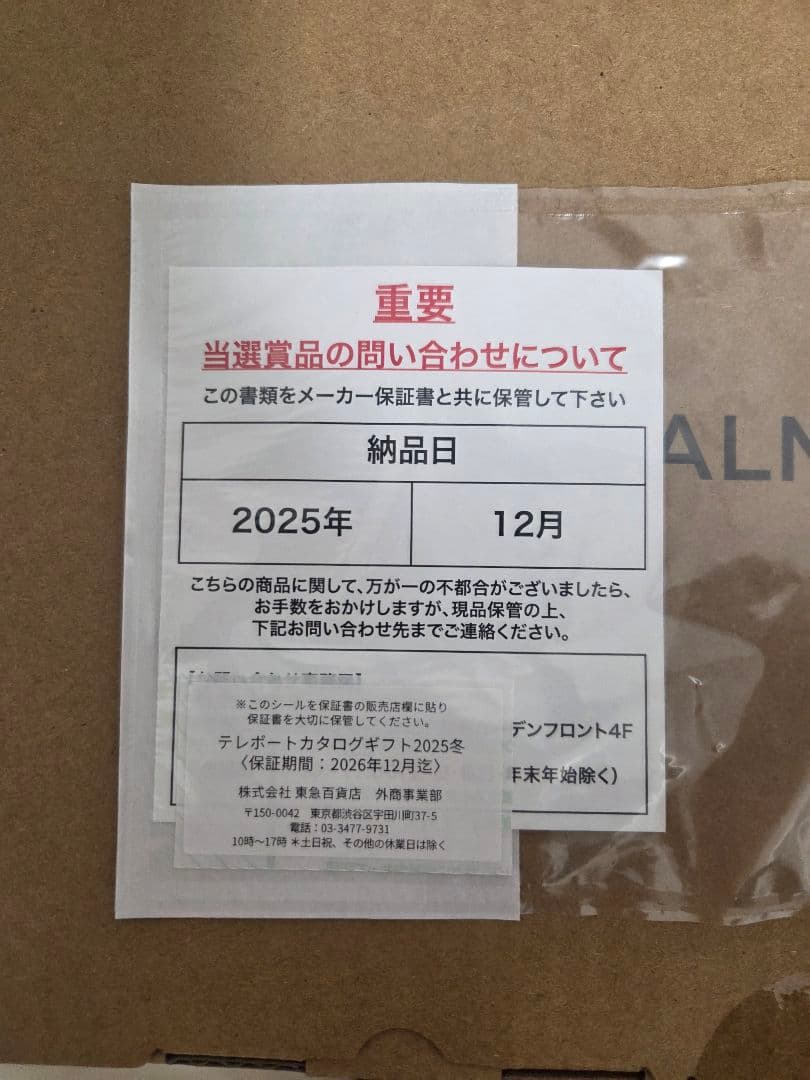 重要
当選賞品の問い合わせについて
この書類をメーカー保証書と共に保管して下さい
納品日
2025年 12月
こちらの商品に関して、万が一の不都合がございましたら、
お手数をおかけしますが、現品保管の上、
下記お問い合わせ先までご連絡ください。
デンフロント4F
年末年始除く)
※このシールを保証書の販売店欄に貼り
保証書を大切に保管してください。
テレボートカタログギフト2025冬
〈保証期間:2026年12月迄〉
株式会社 東急百貨店 外商事業部
〒150-0042 東京都渋谷区宇田川町37-5
電話:03-3477-9731
10時〜17時 *土日祝、その他の休業日は除く
ALM